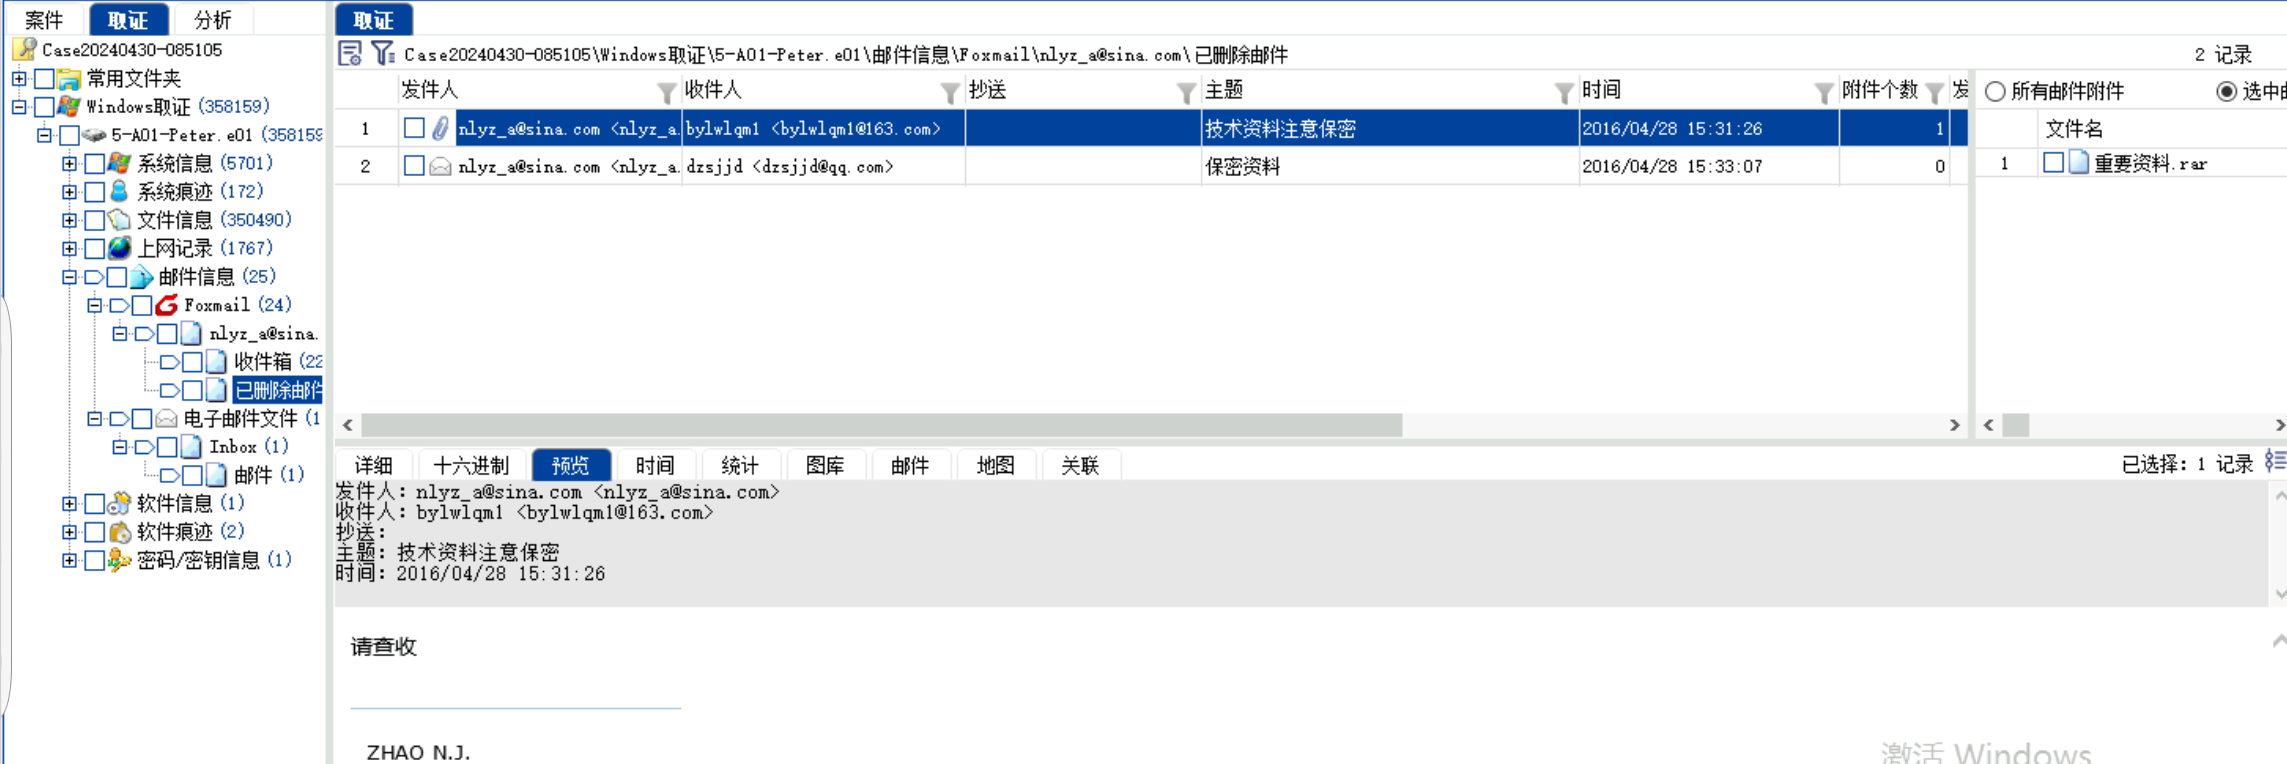 案件 取证 分析
Case20240430-085105
常用文件夹
Windows取证 (358159)
5-A01-Peter.e01 (358159
系统信息 (5701)
系统痕迹 (172)
文件信息 (350490)
上网记录 (1767)
邮件信息 (25)
Foxmail (24)
nlyz_a@sina.
收件箱 (22
已删除邮件
电子邮件文件 (1
Inbox (1)
邮件 (1)
软件信息 (1)
软件痕迹 (2)
密码/密钥信息 (1)
取证
Case20240430-085105\Windows取证\5-A01-Peter.e01\邮件信息\Foxmail\nlyz_a@sina.com\已删除邮件 2 记录
发件人 收件人 抄送 主题 时间 附件个数 发
1 nlyz_a@sina.com <nlyz_a. bylwlqm1 <bylwlqm1@163.com> 技术资料注意保密 2016/04/28 15:31:26 1
2 nlyz_a@sina.com <nlyz_a. dzsjjd <dzsjjd@qq.com> 保密资料 2016/04/28 15:33:07 0
所有邮件附件 选中邮
文件名
1 重要资料.rar
详细 十六进制 预览 时间 统计 图库 邮件 地图 关联 已选择: 1 记录
发件人: nlyz_a@sina.com <nlyz_a@sina.com>
收件人: bylwlqm1 <bylwlqm1@163.com>
抄送:
主题: 技术资料注意保密
时间: 2016/04/28 15:31:26
请查收
ZHAO N.J.
激活 Windows